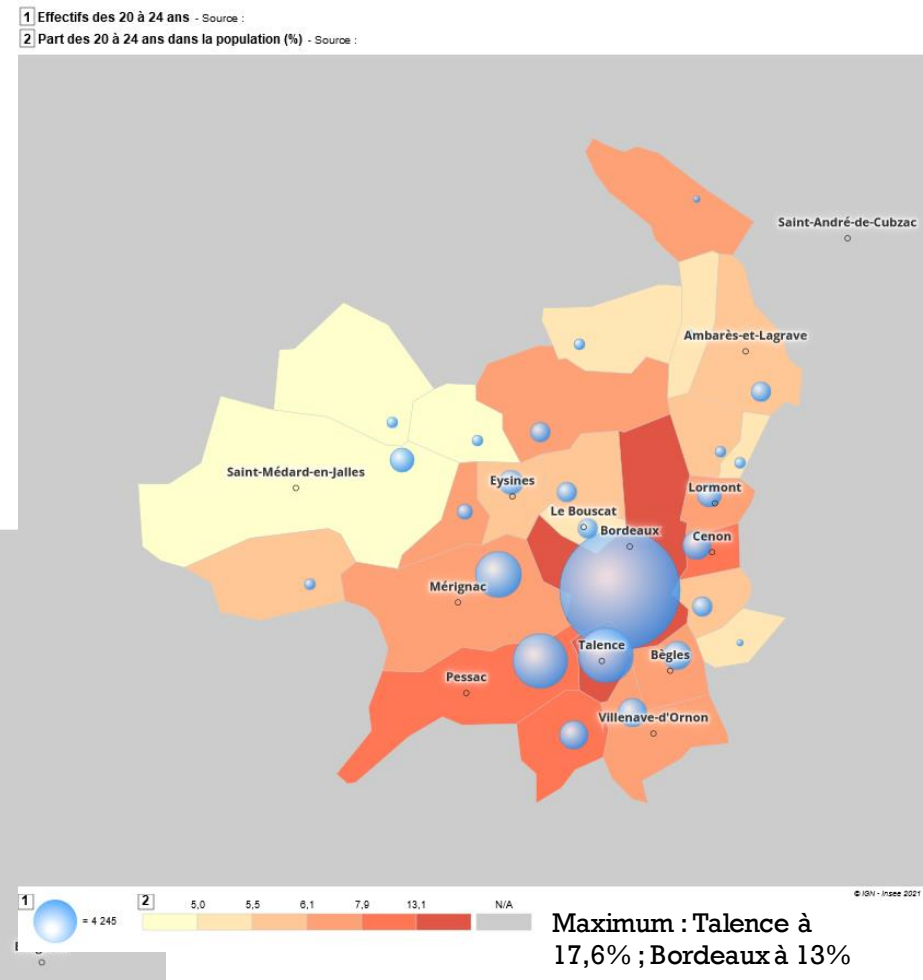 1 Effectifs des 20 à 24 ans - Source :
2 Part des 20 à 24 ans dans la population (%) - Source :
Saint-André-de-Cubzac
Ambarès-et-Lagrave
Saint-Médard-en-Jalles
Eysines
Lormont
Le Bouscat
Bordeaux
Cenon
Mérignac
Talence
Bègles
Pessac
Villenave-d'Ornon
© IGN - Insee 2021
1
= 4 245
2
5,0 5,5 6,1 7,9 13,1 N/A
Maximum : Talence à
17,6% ; Bordeaux à 13%